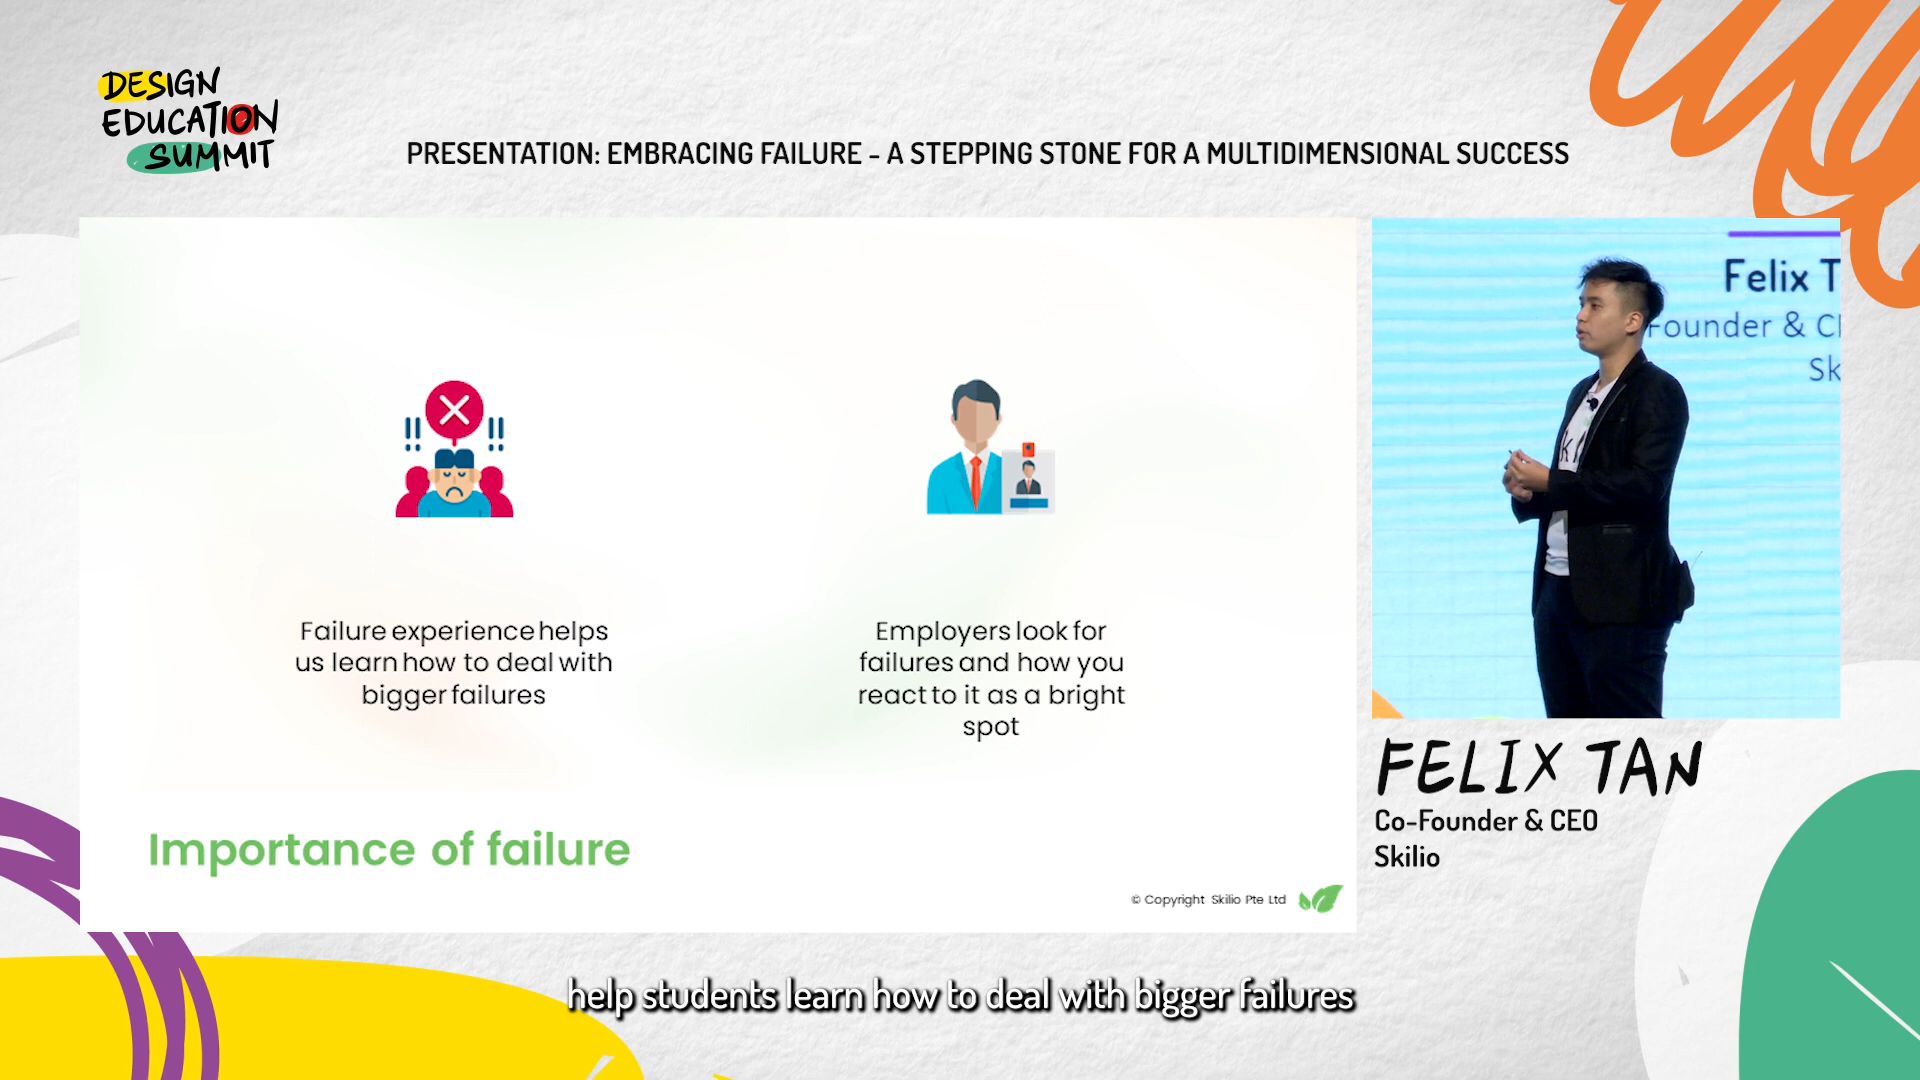 DESIGN
EDUCATION
SUMMIT
PRESENTATION: EMBRACING FAILURE - A STEPPING STONE FOR A MULTIDIMENSIONAL SUCCESS
Failure experience helps
us learn how to deal with
bigger failures
Employers look for
failures and how you
react to it as a bright
spot
Importance of failure
© Copyright Skilio Pte Ltd
Felix T
Founder & C
Sk
FELIX TAN
Co-Founder & CEO
Skilio
help students learn how to deal with bigger failures